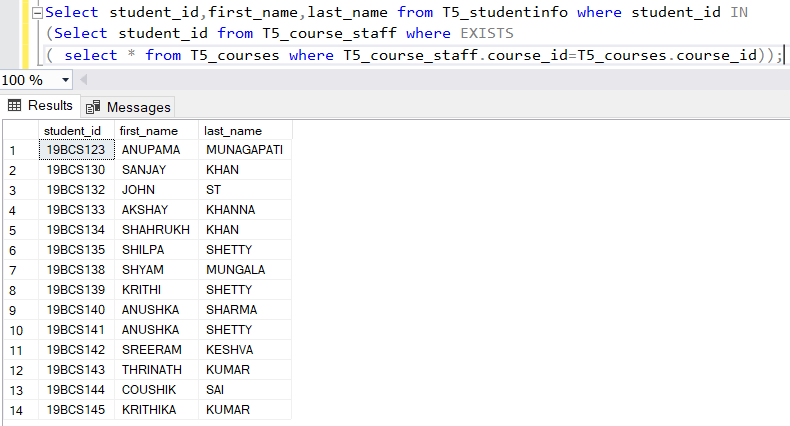 Select student_id,first_name,last_name from T5_studentinfo where student_id IN
(Select student_id from T5_course_staff where EXISTS
( select * from T5_courses where T5_course_staff.course_id=T5_courses.course_id));
100 %
Results Messages
student_id first_name last_name
1 19BCS123 ANUPAMA MUNAGAPATI
2 19BCS130 SANJAY KHAN
3 19BCS132 JOHN ST
4 19BCS133 AKSHAY KHANNA
5 19BCS134 SHAHRUKH KHAN
6 19BCS135 SHILPA SHETTY
7 19BCS138 SHYAM MUNGALA
8 19BCS139 KRITHI SHETTY
9 19BCS140 ANUSHKA SHARMA
10 19BCS141 ANUSHKA SHETTY
11 19BCS142 SREERAM KESHVA
12 19BCS143 THRINATH KUMAR
13 19BCS144 COUSHIK SAI
14 19BCS145 KRITHIKA KUMAR